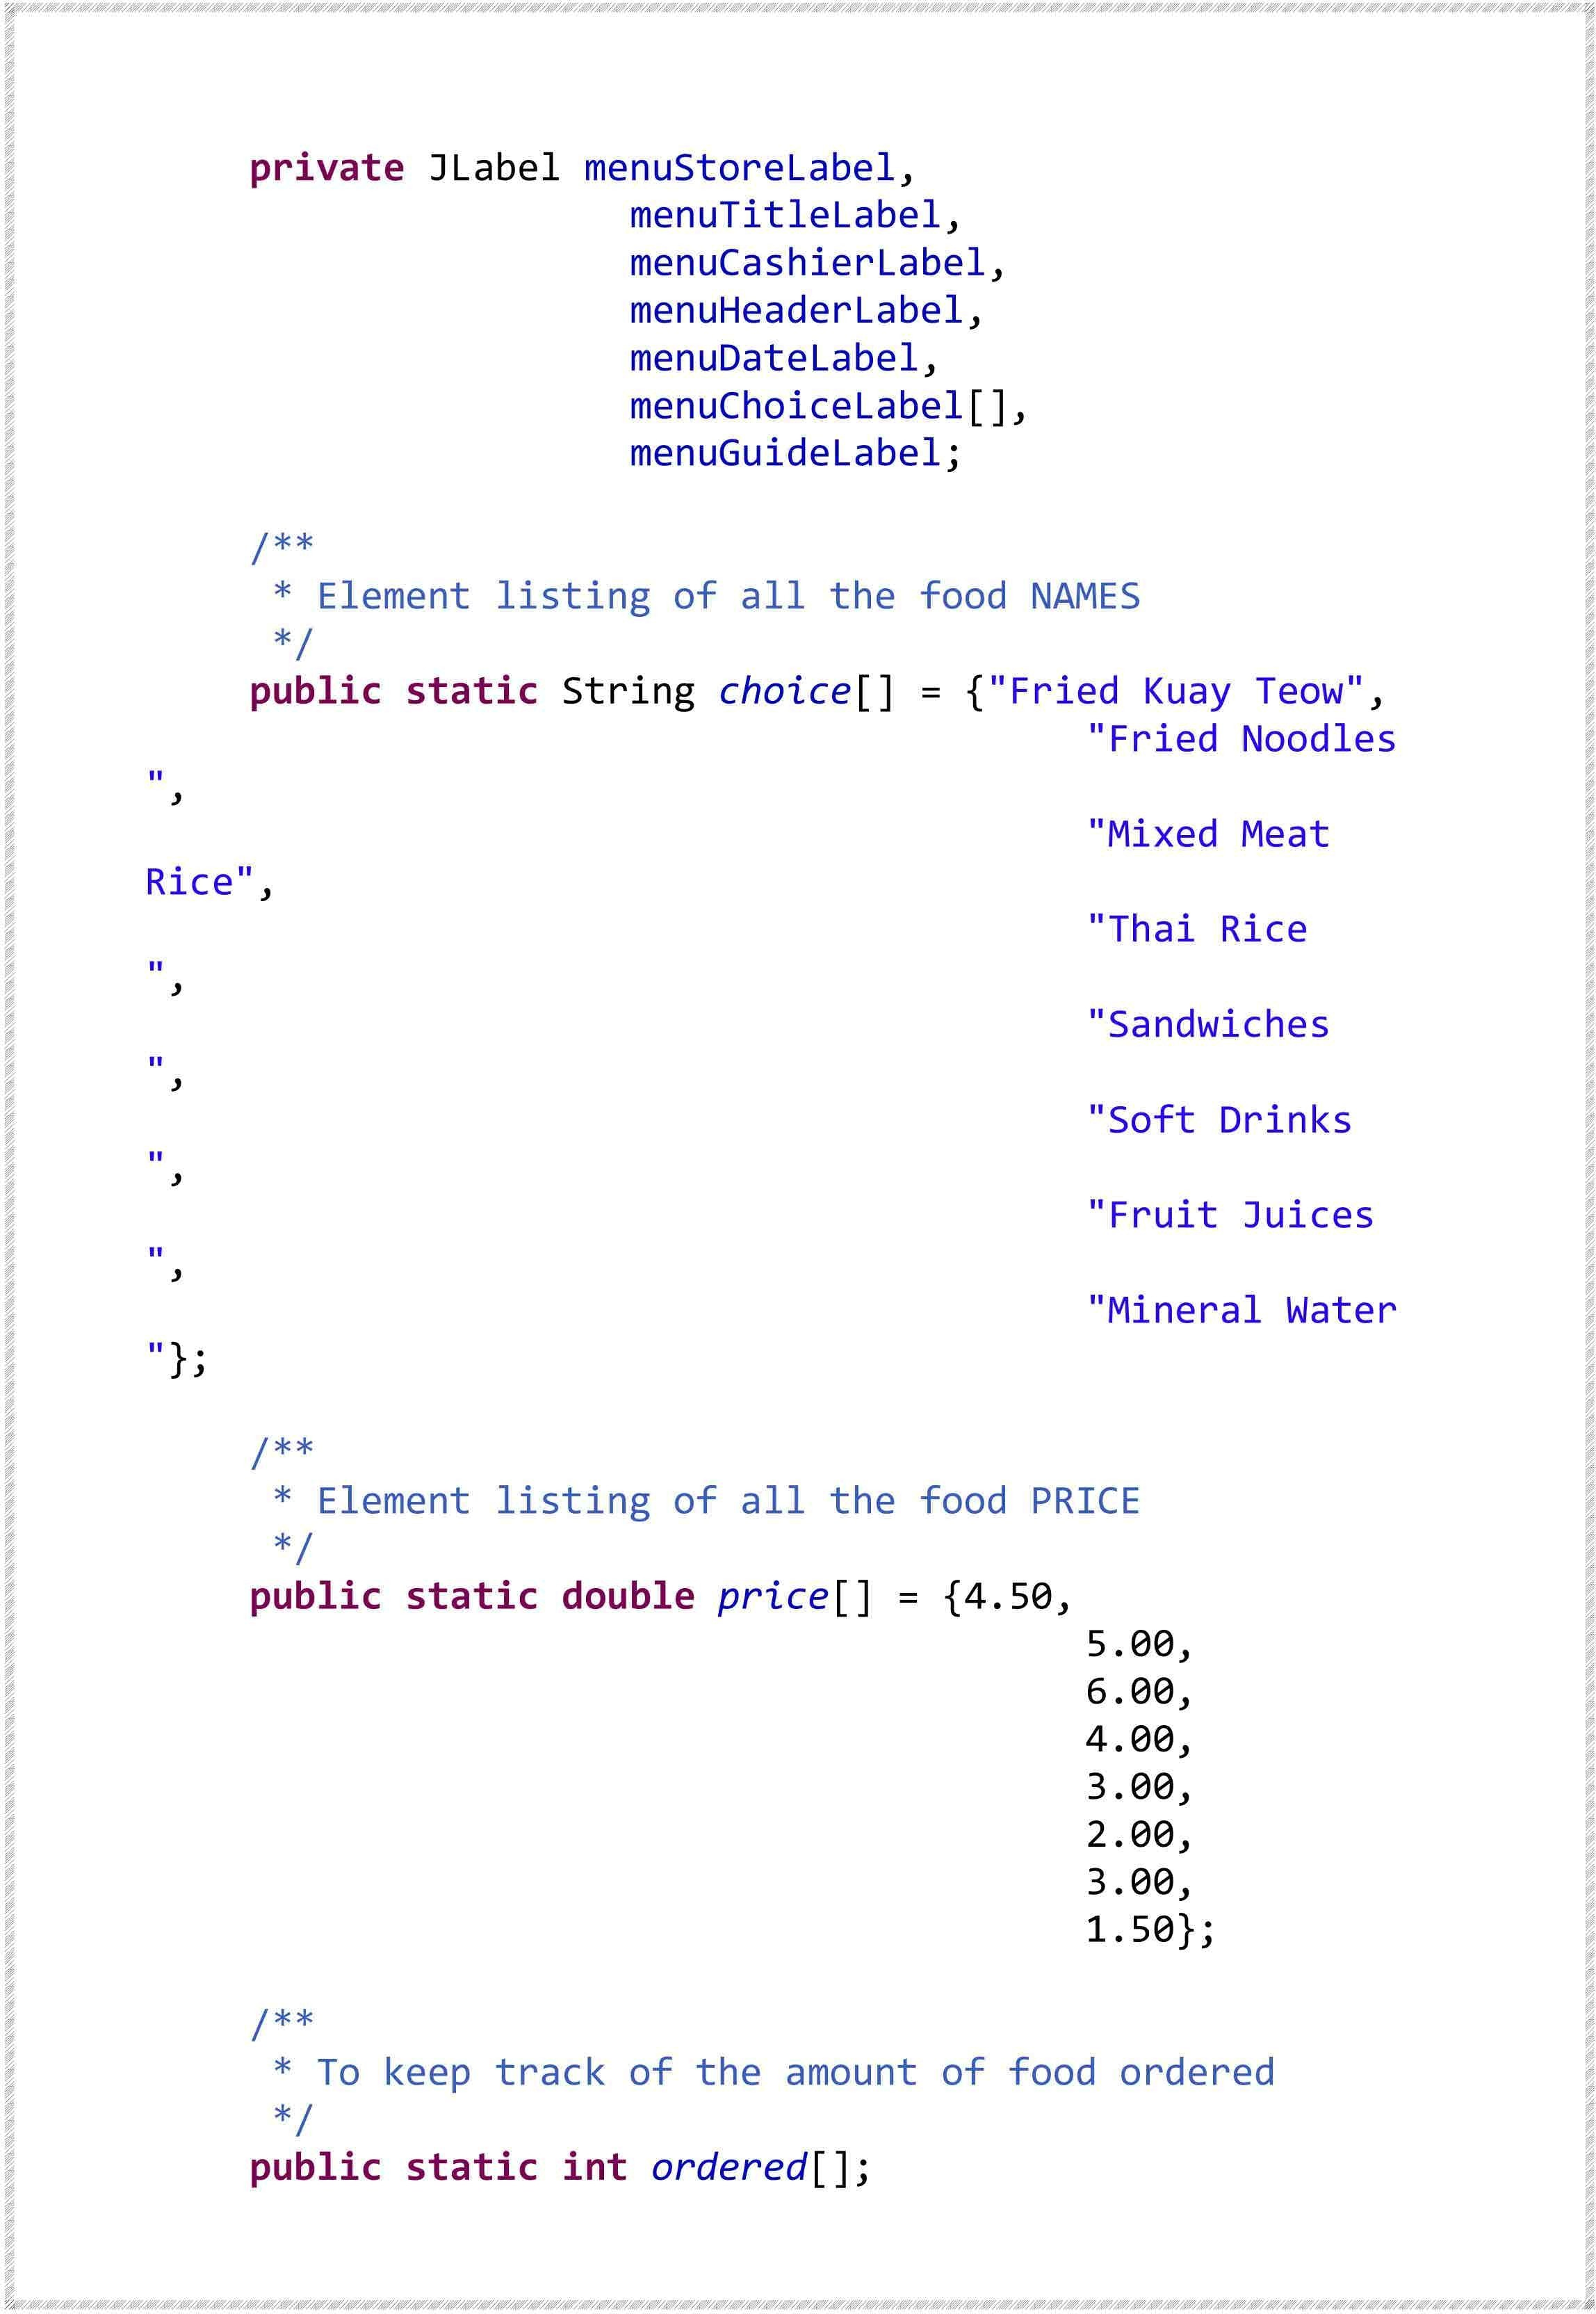 private JLabel menuStoreLabel,
menuTitleLabel,
menuCashierLabel,
menuHeaderLabel,
menuDateLabel,
menuChoiceLabel[],
menuGuideLabel;
/**
* Element listing of all the food NAMES
*/
public static String choice[] = {"Fried Kuay Teow",
"Fried Noodles
",
"Mixed Meat
Rice",
"Thai Rice
",
"Sandwiches
",
"Soft Drinks
",
"Fruit Juices
",
"Mineral Water
"};
/**
* Element listing of all the food PRICE
*/
public static double price[] = {4.50,
5.00,
6.00,
4.00,
3.00,
2.00,
3.00,
1.50};
/**
* To keep track of the amount of food ordered
*/
public static int ordered[];